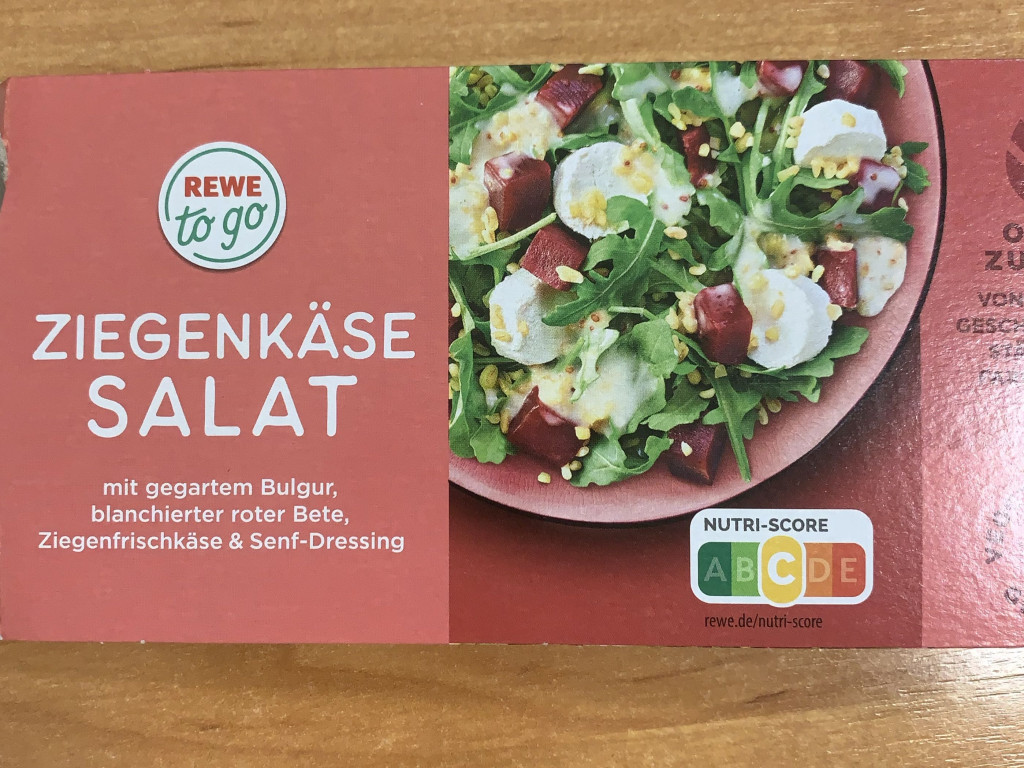 REWE
to go
ZIEGENKÄSE
SALAT
mit gegartem Bulgur,
blanchierter roter Bete,
Ziegenfrischkäse & Senf-Dressing
NUTRI-SCORE
A B C D E
rewe.de/nutri-score
VON